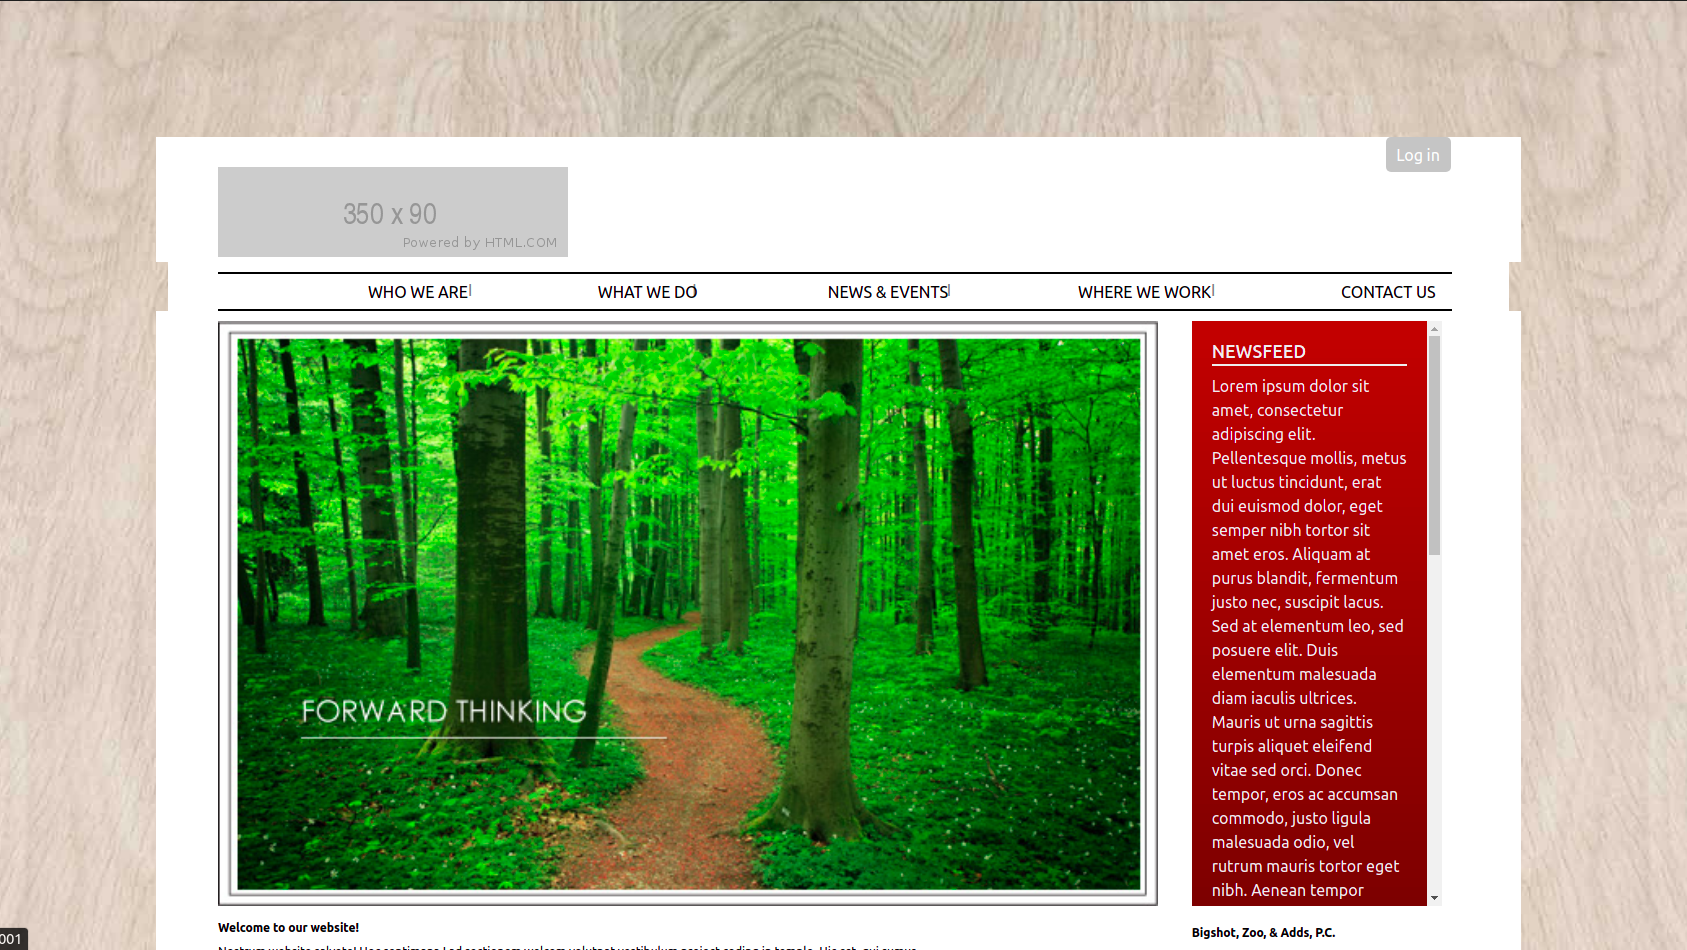 Log in
350 x 90
Powered by HTML.COM
WHO WE ARE
WHAT WE DO
NEWS & EVENTS
WHERE WE WORK
CONTACT US
FORWARD THINKING
NEWSFEED
Lorem ipsum dolor sit
amet, consectetur
adipiscing elit.
Pellentesque mollis, metus
ut luctus tincidunt, erat
dui euismod dolor, eget
semper nibh tortor sit
amet eros. Aliquam at
purus blandit, fermentum
justo nec, suscipit lacus.
Sed at elementum leo, sed
posuere elit. Duis
elementum malesuada
diam iaculis ultrices.
Mauris ut urna sagittis
turpis aliquet eleifend
vitae sed orci. Donec
tempor, eros ac accumsan
commodo, justo ligula
malesuada odio, vel
rutrum mauris tortor eget
nibh. Aenean tempor
Welcome to our website!
Bigshot, Zoo, & Adds, P.C.
001